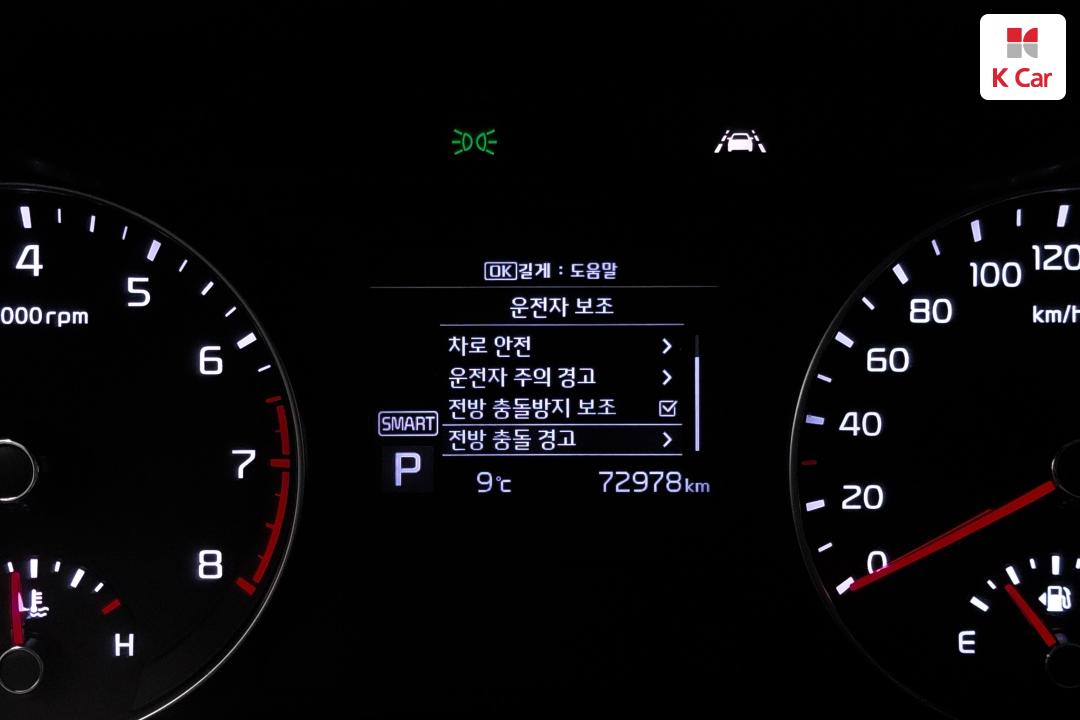 K Car
4
5
000rpm
6
7
8
H
OK길게 : 도움말
운전자 보조
차로 안전
운전자 주의 경고
전방 충돌방지 보조
전방 충돌 경고
SMART
P
9℃
72978km
120
100
80
km/h
60
40
20
0
E